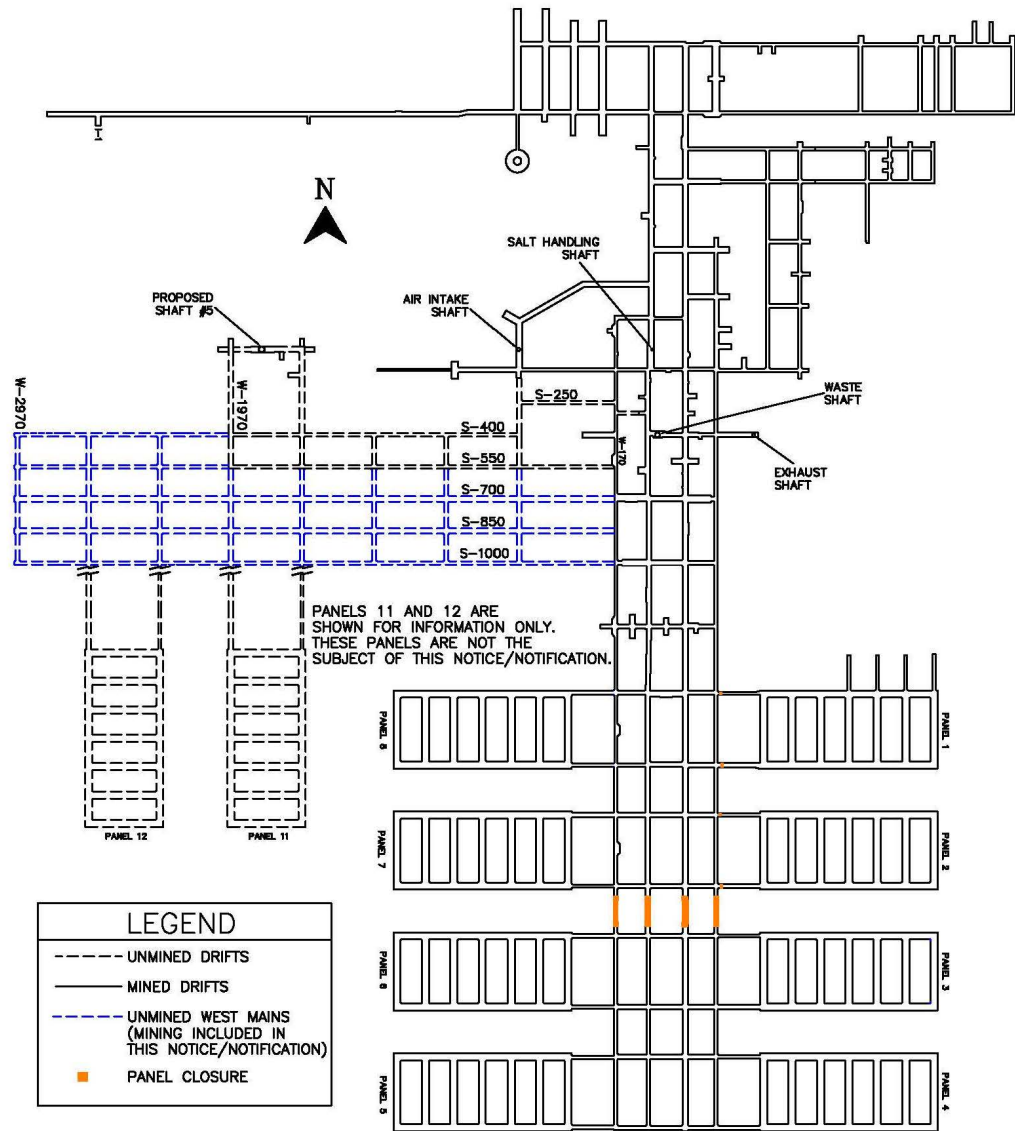 N
SALT HANDLING
SHAFT
PROPOSED
SHAFT #5
AIR INTAKE
SHAFT
W-2970
W-1970
S-250
WASTE
SHAFT
S-400
W-170
S-550
EXHAUST
SHAFT
S-700
S-850
S-1000
PANELS 11 AND 12 ARE
SHOWN FOR INFORMATION ONLY.
THESE PANELS ARE NOT THE
SUBJECT OF THIS NOTICE/NOTIFICATION.
PANEL 8
PANEL 1
PANEL 12
PANEL 11
PANEL 7
PANEL 2
PANEL 6
PANEL 3
PANEL 5
PANEL 4
LEGEND
UNMINED DRIFTS
MINED DRIFTS
UNMINED WEST MAINS
(MINING INCLUDED IN
THIS NOTICE/NOTIFICATION)
PANEL CLOSURE